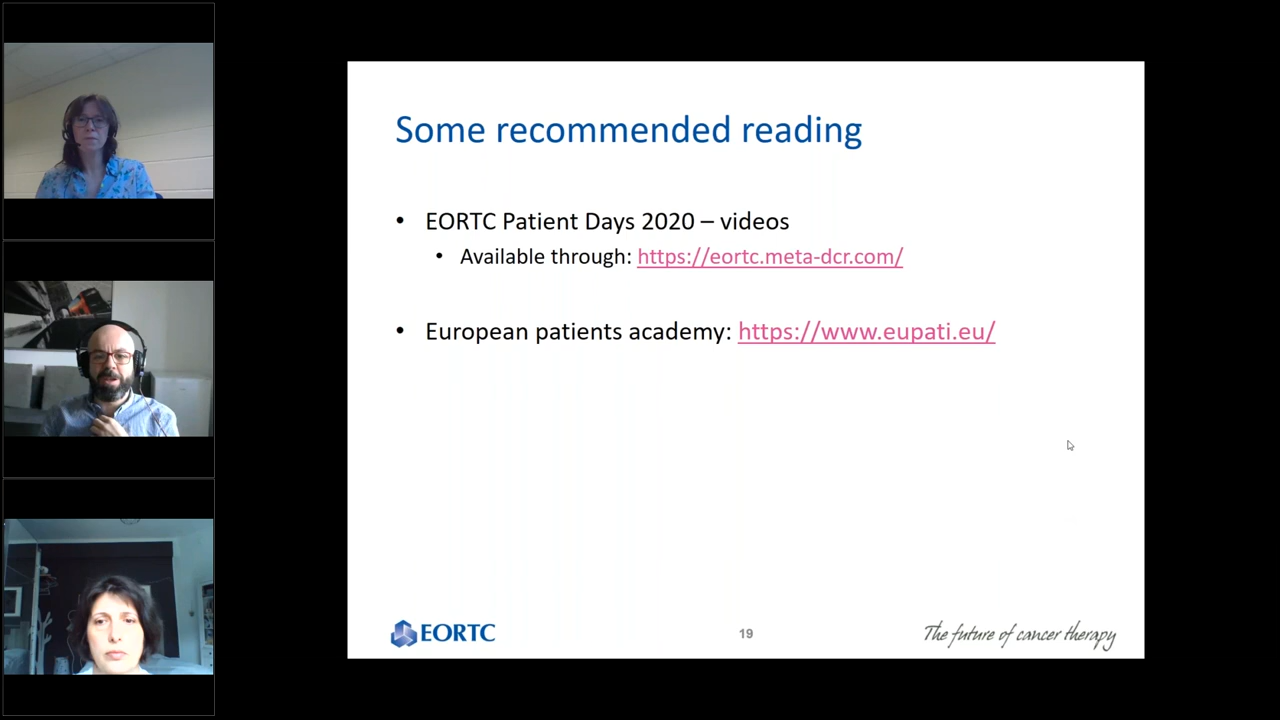 Some recommended reading
• EORTC Patient Days 2020 – videos
• Available through: https://eortc.meta-dcr.com/
• European patients academy: https://www.eupati.eu/
EORTC
19
The future of cancer therapy